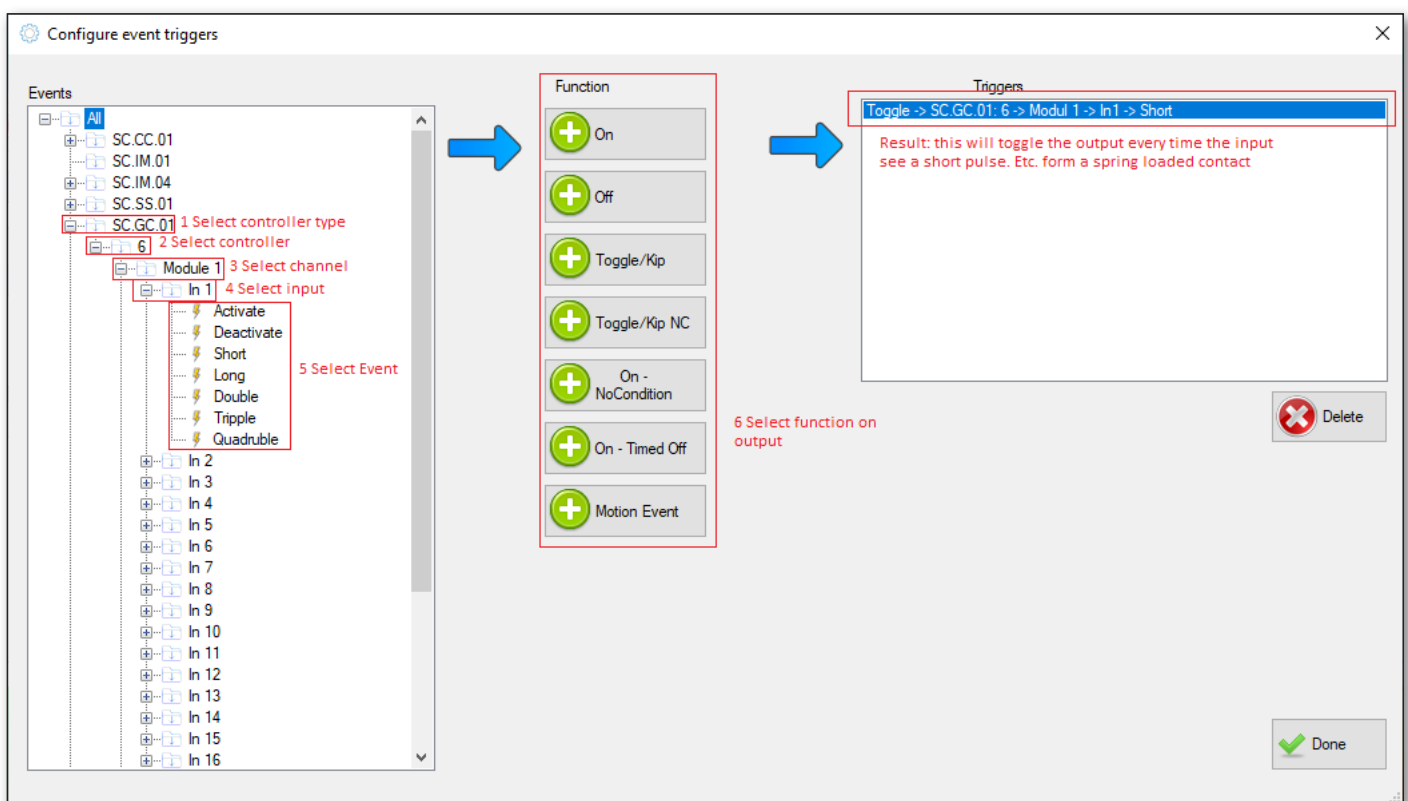 Configure event triggers
Events
All
SC.CC.01
SC.IM.01
SC.IM.04
SC.SS.01
SC.GC.01 1 Select controller type
6 2 Select controller
Module 1 3 Select channel
In 1 4 Select input
Activate
Deactivate
Short
Long
Double
Tripple
Quadruble
5 Select Event
In 2
In 3
In 4
In 5
In 6
In 7
In 8
In 9
In 10
In 11
In 12
In 13
In 14
In 15
In 16
Function
On
Off
Toggle/Kip
Toggle/Kip NC
On -
NoCondition
On - Timed Off
Motion Event
6 Select function on
output
Triggers
Toggle -> SC.GC.01: 6 -> Modul 1 -> In1 -> Short
Result: this will toggle the output every time the input
see a short pulse. Etc. form a spring loaded contact
Delete
Done